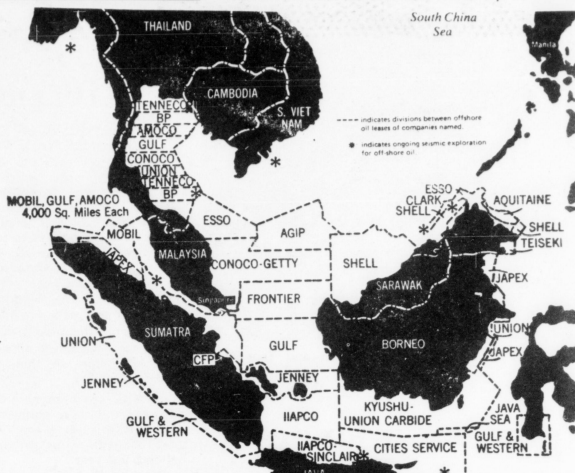 South China
Sea
THAILAND
Manila
CAMBODIA
S. VIET
NAM
TENNECO
BP
AMOCO
GULF
CONOCO
UNION
TENNECO
BP
---- indicates divisions between offshore
oil leases of companies named.
● indicates ongoing seismic exploration
for off-shore oil.
MOBIL, GULF, AMOCO
4,000 Sq. Miles Each
MOBIL
APEX
ESSO
MALAYSIA
AGIP
CONOCO-GETTY
SHELL
ESSO
CLARK
SHELL
AQUITAINE
SHELL
TEISEKI
JAPEX
SARAWAK
Singapore
FRONTIER
SUMATRA
BORNEO
UNION
JAPEX
UNION
CFP
GULF
JENNEY
JENNEY
IIAPCO
KYUSHU-
UNION CARBIDE
JAVA
SEA
GULF &
WESTERN
GULF &
WESTERN
IIAPCO-
SINCLAIR
CITIES SERVICE
JAVA